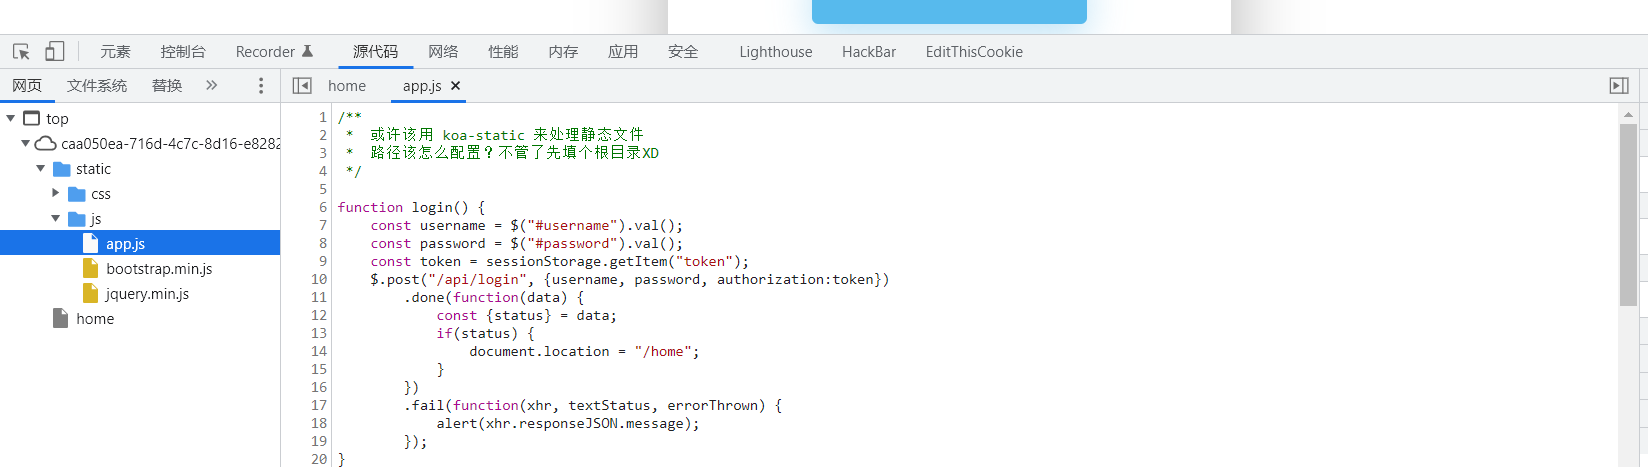 元素 控制台 Recorder 源代码 网络 性能 内存 应用 安全 Lighthouse HackBar EditThisCookie
网页 文件系统 替换 » home app.js ×
top
caa050ea-716d-4c7c-8d16-e8282
static
css
js
app.js
bootstrap.min.js
jquery.min.js
home
1 /**
2  *  或许该用 koa-static 来处理静态文件
3  *  路径该怎么配置？不管了先填个根目录XD
4  */
5
6 function login() {
7     const username = $("#username").val();
8     const password = $("#password").val();
9     const token = sessionStorage.getItem("token");
10     $.post("/api/login", {username, password, authorization:token})
11         .done(function(data) {
12             const {status} = data;
13             if(status) {
14                 document.location = "/home";
15             }
16         })
17         .fail(function(xhr, textStatus, errorThrown) {
18             alert(xhr.responseJSON.message);
19         });
20 }